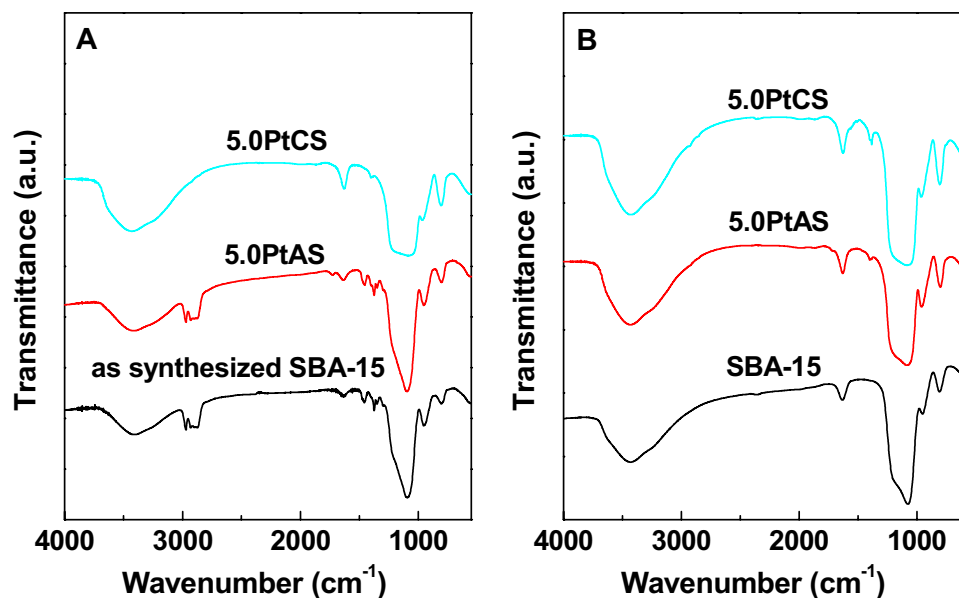 A
5.0PtCS
5.0PtAS
as synthesized SBA-15
Transmittance (a.u.)
4000 3000 2000 1000
Wavenumber (cm⁻¹)
B
5.0PtCS
5.0PtAS
SBA-15
Transmittance (a.u.)
4000 3000 2000 1000
Wavenumber (cm⁻¹)